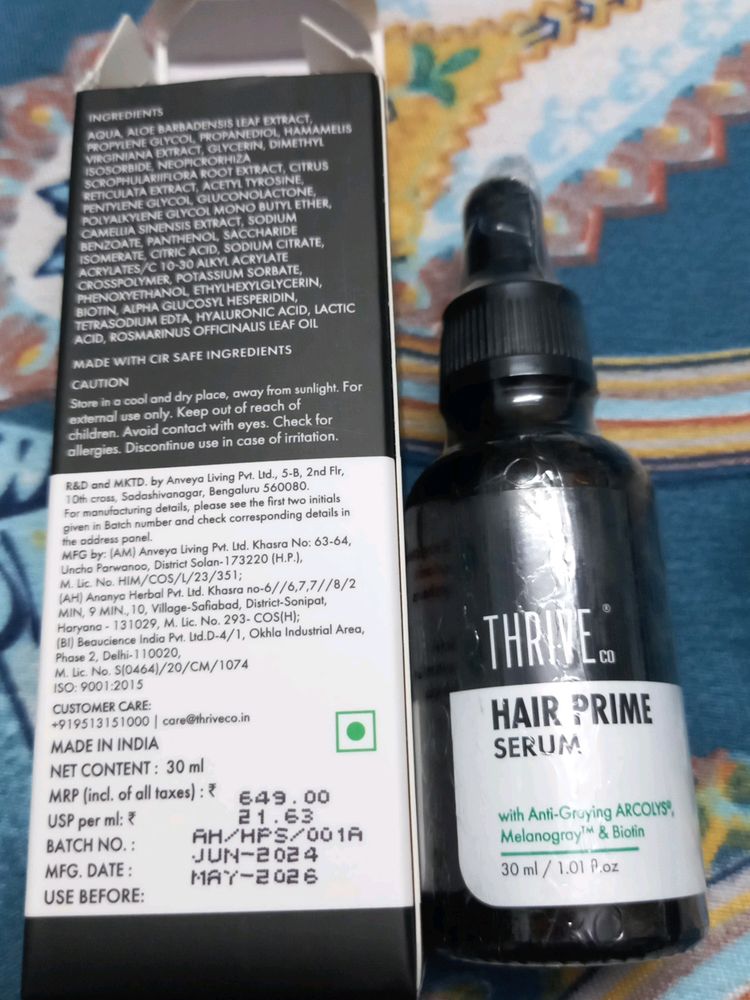 INGREDIENTS
AQUA, ALOE BARBADENSIS LEAF EXTRACT,
PROPYLENE GLYCOL, PROPANEDIOL, HAMAMELIS
VIRGINIANA EXTRACT, GLYCERIN, DIMETHYL
ISOSORBIDE, NEOPICRORHIZA
SCROPHULARIIFLORA ROOT EXTRACT, CITRUS
RETICULATA EXTRACT, ACETYL TYROSINE,
PENTYLENE GLYCOL, GLUCONOLACTONE,
POLYALKYLENE GLYCOL MONO BUTYL ETHER,
CAMELLIA SINENSIS EXTRACT, SODIUM
BENZOATE, PANTHENOL, SACCHARIDE
ISOMERATE, CITRIC ACID, SODIUM CITRATE,
ACRYLATES/C 10-30 ALKYL ACRYLATE
CROSSPOLYMER, POTASSIUM SORBATE,
PHENOXYETHANOL, ETHYLHEXYLGLYCERIN,
BIOTIN, ALPHA GLUCOSYL HESPERIDIN,
TETRASODIUM EDTA, HYALURONIC ACID, LACTIC
ACID, ROSMARINUS OFFICINALIS LEAF OIL
MADE WITH CIR SAFE INGREDIENTS
CAUTION
Store in a cool and dry place, away from sunlight. For
external use only. Keep out of reach of
children. Avoid contact with eyes. Check for
allergies. Discontinue use in case of irritation.
R&D and MKTD. by Anveya Living Pvt. Ltd., 5-B, 2nd Flr,
10th cross, Sadashivanagar, Bengaluru 560080.
For manufacturing details, please see the first two initials
given in Batch number and check corresponding details in
the address panel.
MFG by: (AM) Anveya Living Pvt. Ltd. Khasra No: 63-64,
Uncha Parwanoo, District Solan-173220 (H.P.),
M. Lic. No. HIM/COS/L/23/351;
(AH) Ananya Herbal Pvt. Ltd. Khasra no-6//6,7,7//8/2
MIN, 9 MIN.,10, Village-Safiabad, District-Sonipat,
Haryana - 131029, M. Lic. No. 293- COS(H);
(BI) Beaucience India Pvt. Ltd.D-4/1, Okhla Industrial Area,
Phase 2, Delhi-110020,
M. Lic. No. S(0464)/20/CM/1074
ISO: 9001:2015
CUSTOMER CARE:
+919513151000 | care@thriveco.in
MADE IN INDIA
NET CONTENT : 30 ml
MRP (incl. of all taxes) : ₹ 649.00
USP per ml: ₹ 21.63
BATCH NO. : AH/HPS/001A
MFG. DATE : JUN-2024
USE BEFORE: MAY-2026
THRIVE® CO
HAIR PRIME
SERUM
with Anti-Graying ARCOLYS®,
Melanogray™ & Biotin
30 ml / 1.01 fl.oz